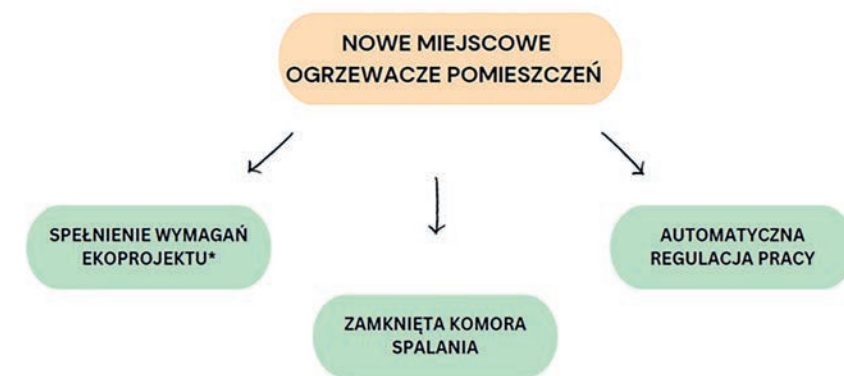 NOWE MIEJSCOWE
OGRZEWACZE POMIESZCZEŃ
SPEŁNIENIE WYMAGAŃ
EKOPROJEKTU*
ZAMKNIĘTA KOMORA
SPALANIA
AUTOMATYCZNA
REGULACJA PRACY